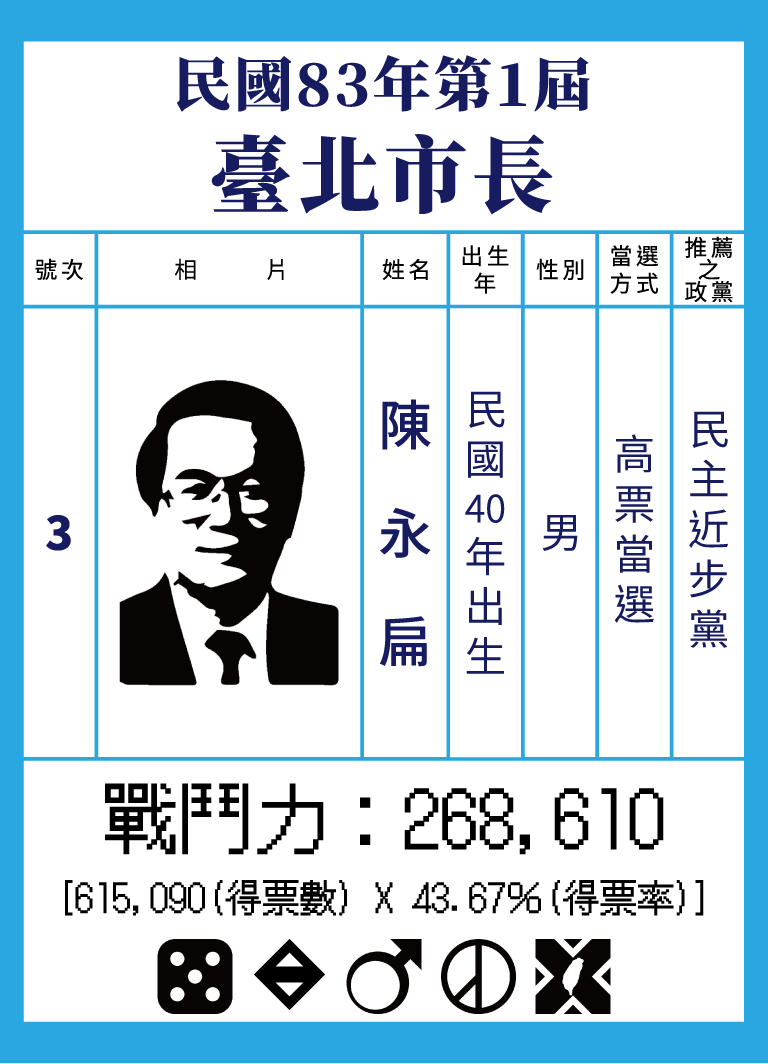 民國83年第1屆
臺北市長
號次 相 片 姓名 出生年 性別 當選方式 推薦之政黨
3 陳永扁 民國40年出生 男 高票當選 民主近步黨
戰鬥力：268,610
[615,090(得票數) X 43.67%(得票率)]